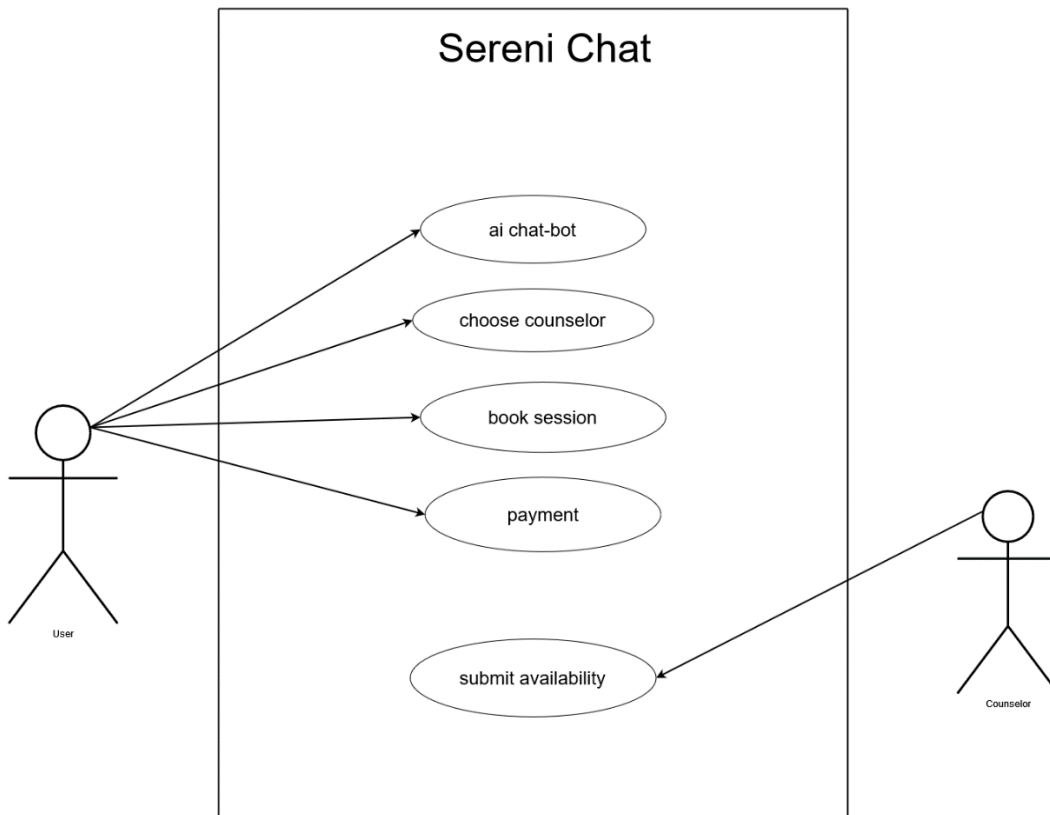 Sereni Chat
ai chat-bot
choose counselor
book session
payment
User
submit availability
Counselor